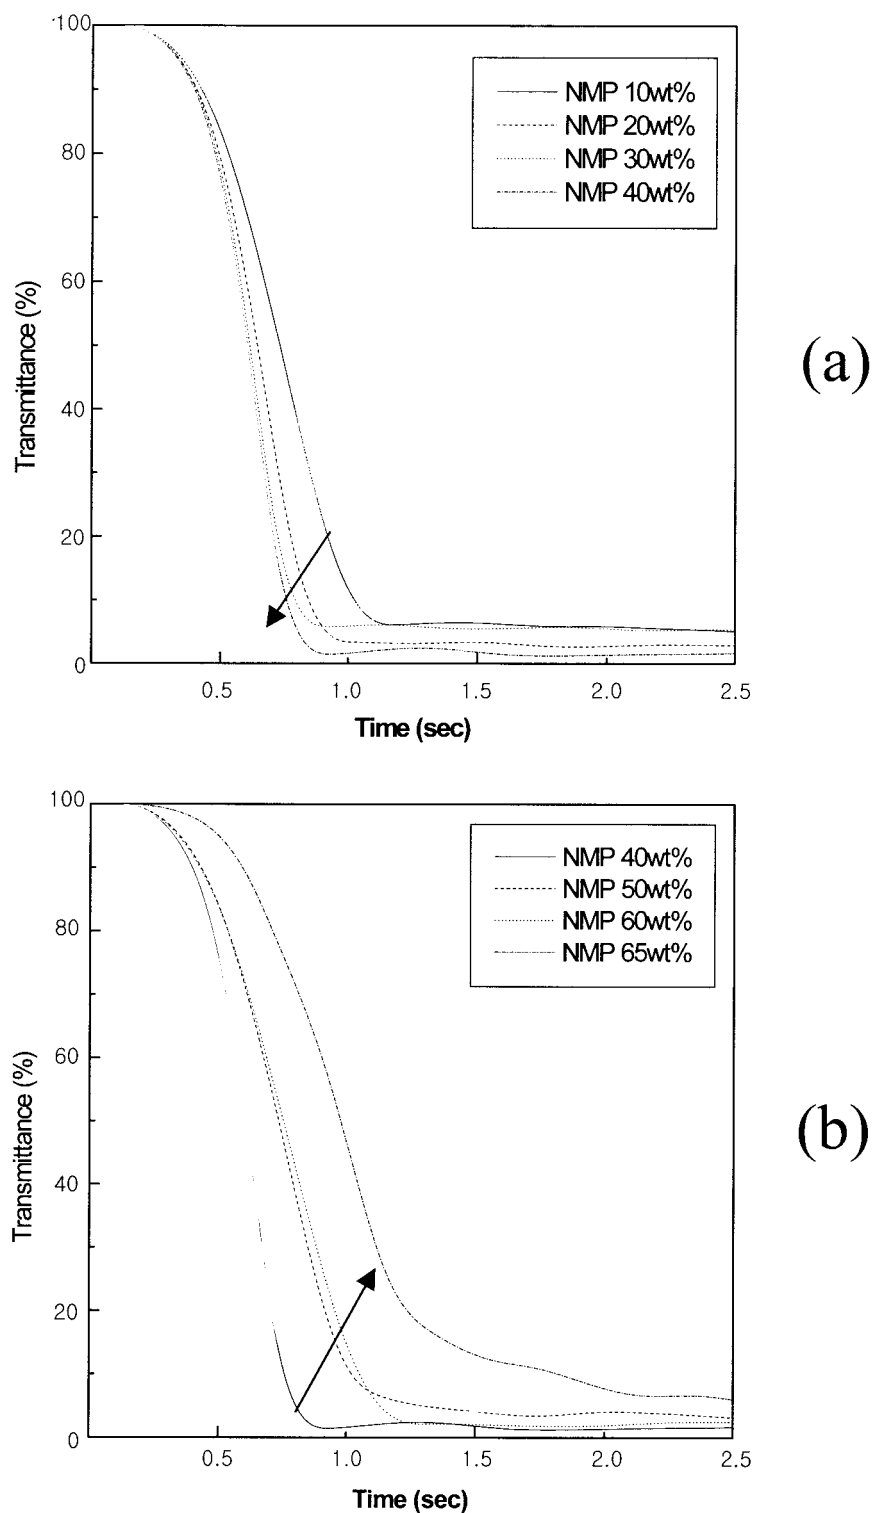 100
80
60
40
20
0
Transmittance (%)
NMP 10wt%
NMP 20wt%
NMP 30wt%
NMP 40wt%
0.5 1.0 1.5 2.0 2.5
Time (sec)
(a)
100
80
60
40
20
0
Transmittance (%)
NMP 40wt%
NMP 50wt%
NMP 60wt%
NMP 65wt%
0.5 1.0 1.5 2.0 2.5
Time (sec)
(b)